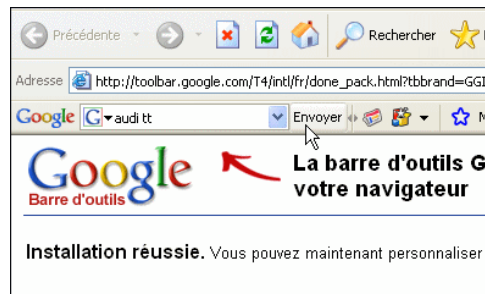 Précédente Rechercher
Adresse http://toolbar.google.com/T4/intl/fr/done_pack.html?tbbrand=GGI
Google G audi tt Envoyer
Google La barre d'outils G
Barre d'outils votre navigateur
Installation réussie. Vous pouvez maintenant personnaliser